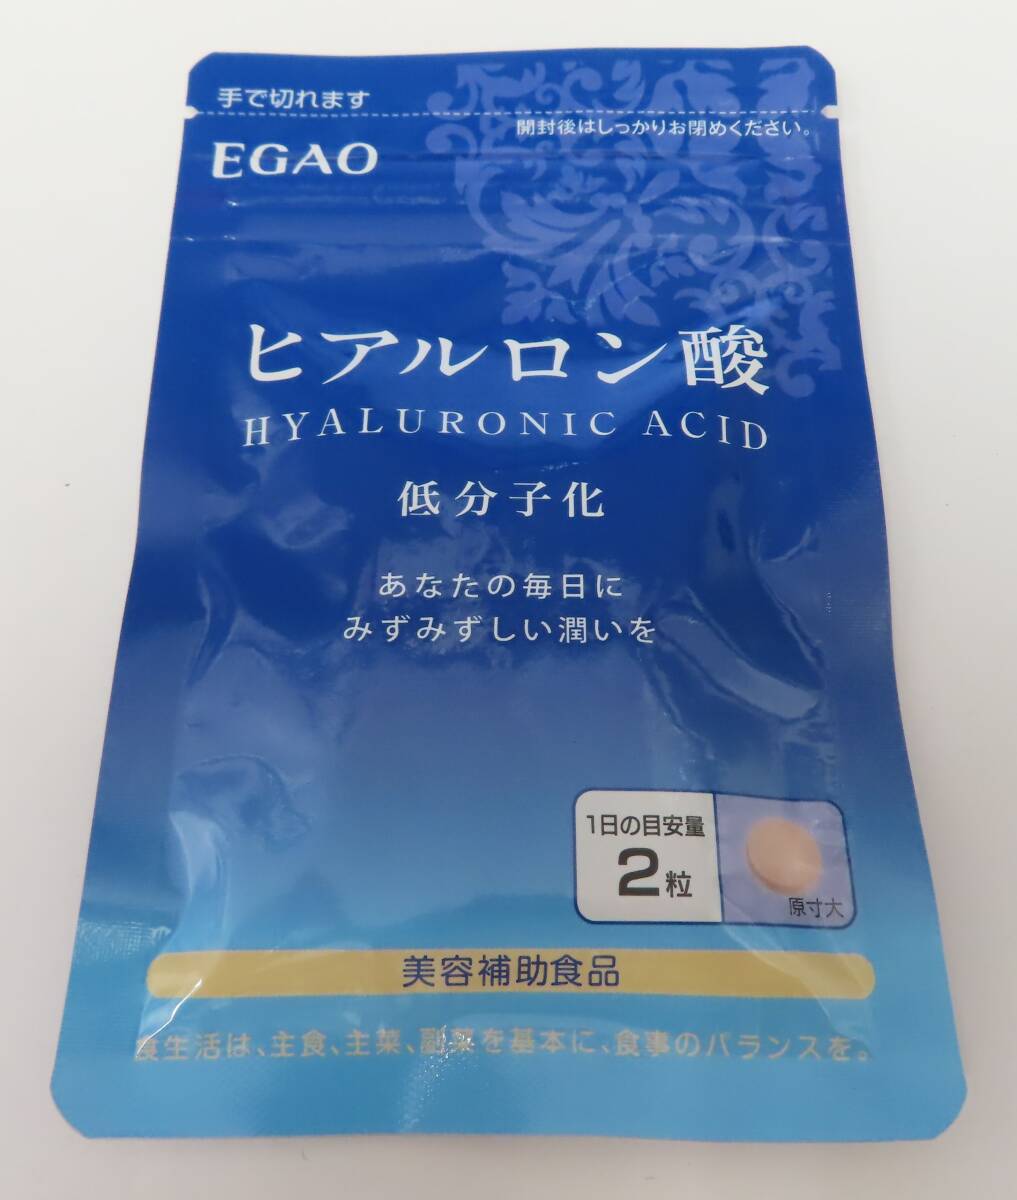 手で切れます
開封後はしっかりお閉めください。
EGAO
ヒアルロン酸
HYALURONIC ACID
低分子化
あなたの毎日に
みずみずしい潤いを
1日の目安量
2粒
原寸大
美容補助食品
食生活は、主食、主菜、副菜を基本に、食事のバランスを。